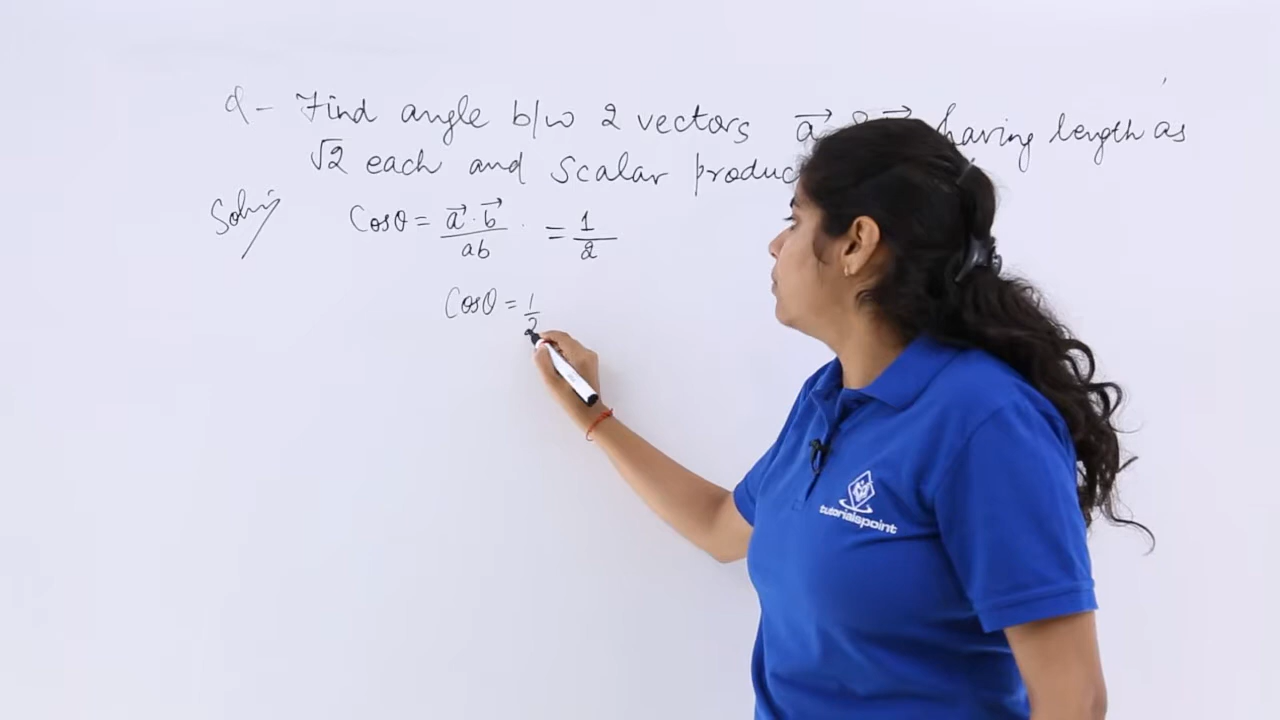 Q - Find angle b/w 2 vectors a⃗ & having length as
√2 each and scalar product
Soln:
Cosθ = a⃗ · b⃗ / ab = 1/2
Cosθ = 1/2
tutorialspoint